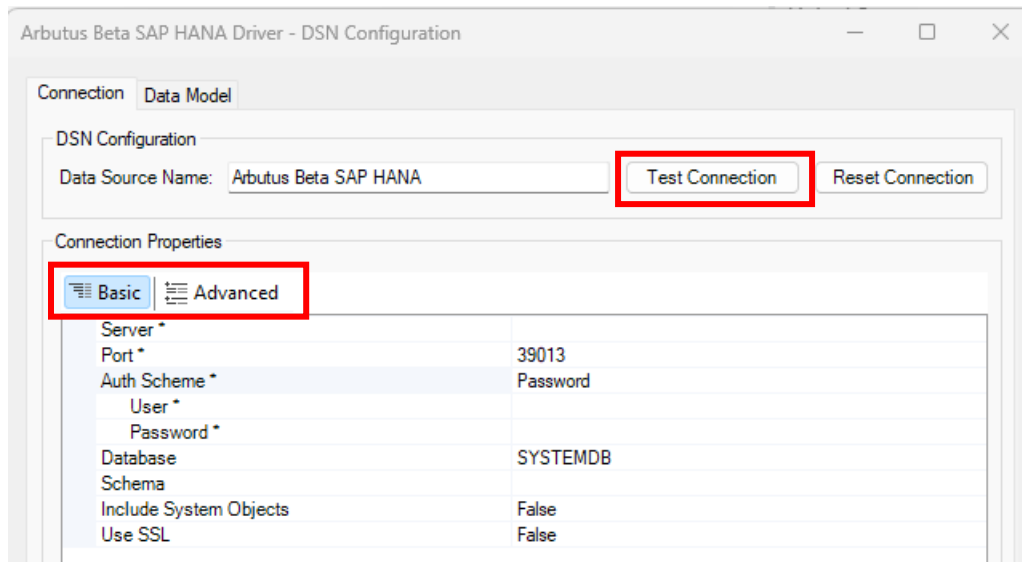 Arbutus Beta SAP HANA Driver - DSN Configuration
Connection Data Model
DSN Configuration
Data Source Name: Arbutus Beta SAP HANA Test Connection Reset Connection
Connection Properties
Basic Advanced
Server *
Port * 39013
Auth Scheme * Password
User *
Password *
Database SYSTEMDB
Schema
Include System Objects False
Use SSL False